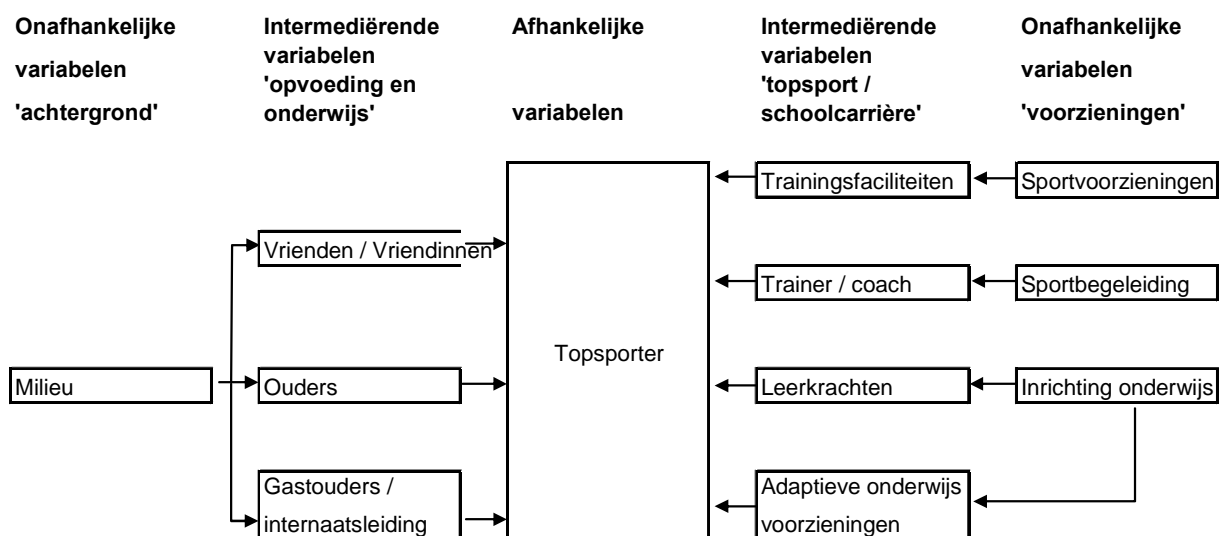 Onafhankelijke
variabelen
'achtergrond'
Intermediërende
variabelen
'opvoeding en
onderwijs'
Afhankelijke
variabelen
Intermediërende
variabelen
'topsport /
schoolcarrière'
Onafhankelijke
variabelen
'voorzieningen'
Milieu
Vrienden / Vriendinnen
Ouders
Gastouders /
internaatsleiding
Topsporter
Trainingsfaciliteiten
Trainer / coach
Leerkrachten
Adaptieve onderwijs
voorzieningen
Sportvoorzieningen
Sportbegeleiding
Inrichting onderwijs